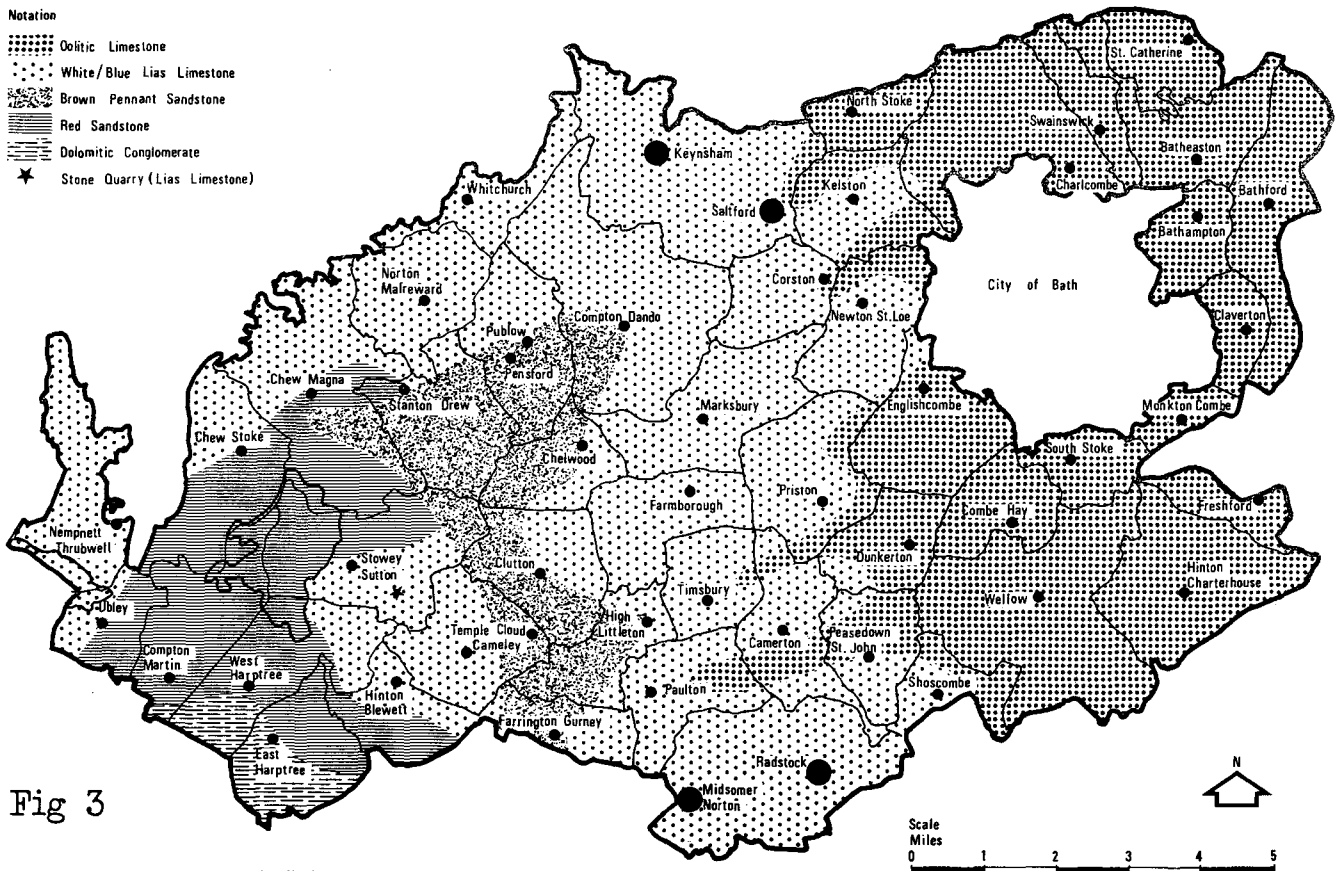 Notation
Oolitic Limestone
White/Blue Lias Limestone
Brown Pennant Sandstone
Red Sandstone
Dolomitic Conglomerate
Stone Quarry (Lias Limestone)
St. Catherine
North Stoke
Swainswick
Batheaston
Keynsham
Charlcombe
Bathford
Whitchurch
Kelston
Saltford
Bathampton
Norton
Malreward
Corston
City of Bath
Newton St.Loe
Claverton
Compton Dando
Publow
Pensford
Chew Magna
Stanton Drew
Englishcombe
Marksbury
Monkton Combe
Chew Stoke
Chelwood
South Stoke
Farmborough
Priston
Combe Hay
Freshford
Nempnett
Thrubwell
Dunkerton
Stowey
Sutton
Clutton
Hinton
Charterhouse
Timsbury
Wellow
Ubley
High
Littleton
Temple Cloud
Cameley
Camerton
Peasedown
St. John
Compton
Martin
West
Harptree
Hinton
Blewett
Paulton
Shoscombe
Farrington Gurney
East
Harptree
Radstock
Midsomer
Norton
N
Fig 3
Scale
Miles
0 1 2 3 4 5